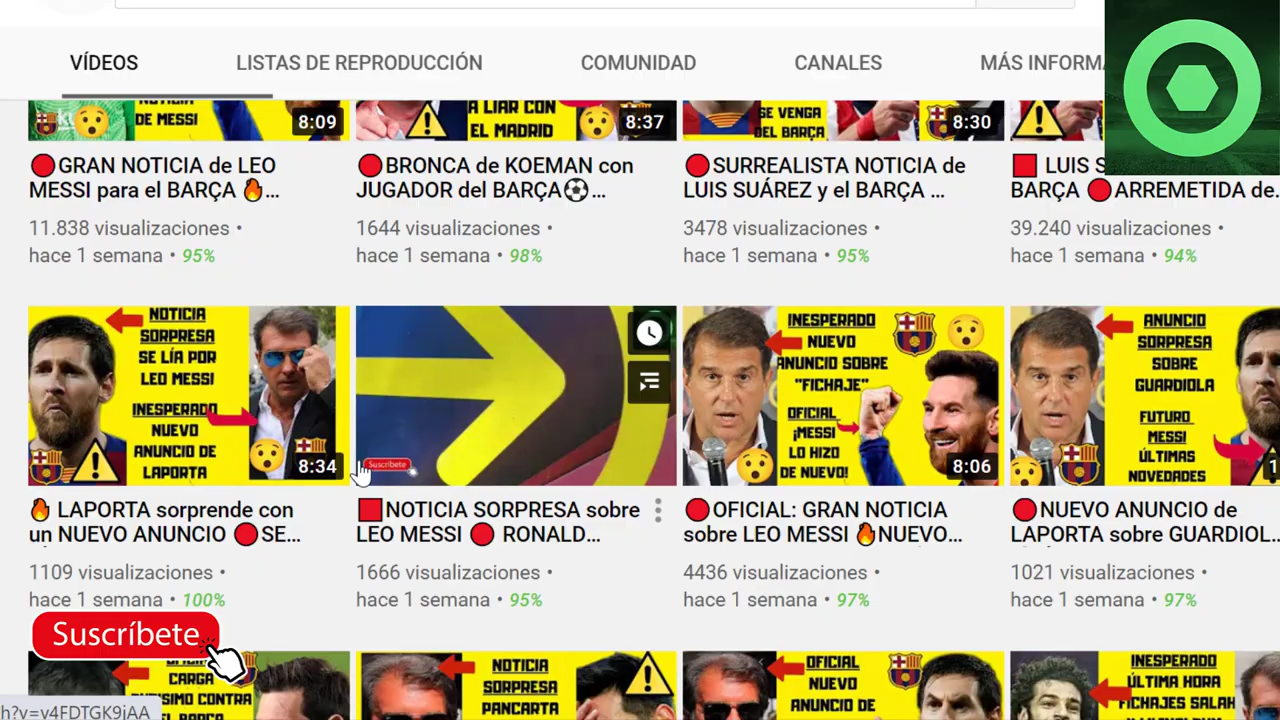 VÍDEOS
LISTAS DE REPRODUCCIÓN
COMUNIDAD
CANALES
MÁS INFORMA
DE MESSI
8:09
A LIAR CON
EL MADRID
8:37
SE VENGA
DEL BARÇA
8:30
GRAN NOTICIA de LEO
MESSI para el BARÇA 🔥...
11.838 visualizaciones •
hace 1 semana • 95%
BRONCA de KOEMAN con
JUGADOR del BARÇA⚽...
1644 visualizaciones •
hace 1 semana • 98%
SURREALISTA NOTICIA de
LUIS SUÁREZ y el BARÇA ...
3478 visualizaciones •
hace 1 semana • 95%
LUIS S
BARÇA 🔴ARREMETIDA de.
39.240 visualizaciones •
hace 1 semana • 94%
NOTICIA
SORPRESA
SE LÍA POR
LEO MESSI
INESPERADO
NUEVO
ANUNCIO DE
LAPORTA
8:34
Suscríbete
INESPERADO
NUEVO
ANUNCIO SOBRE
"FICHAJE"
OFICIAL
¡MESSI
LO HIZO
DE NUEVO!
8:06
ANUNCIO
SORPRESA
SOBRE
GUARDIOLA
FUTURO
MESSI
ÚLTIMAS
NOVEDADES
1
🔥 LAPORTA sorprende con
un NUEVO ANUNCIO 🔴SE...
1109 visualizaciones •
hace 1 semana • 100%
NOTICIA SORPRESA sobre
LEO MESSI 🔴 RONALD...
1666 visualizaciones •
hace 1 semana • 95%
OFICIAL: GRAN NOTICIA
sobre LEO MESSI 🔥NUEVO...
4436 visualizaciones •
hace 1 semana • 97%
NUEVO ANUNCIO de
LAPORTA sobre GUARDIOL...
1021 visualizaciones •
hace 1 semana • 97%
Suscríbete
CARGA
CONTRA
NOTICIA
SORPRESA
PANCARTA
OFICIAL
NUEVO
ANUNCIO DE
INESPERADO
ÚLTIMA HORA
FICHAJES SALAH
h?v=v4FDTGK9jAA